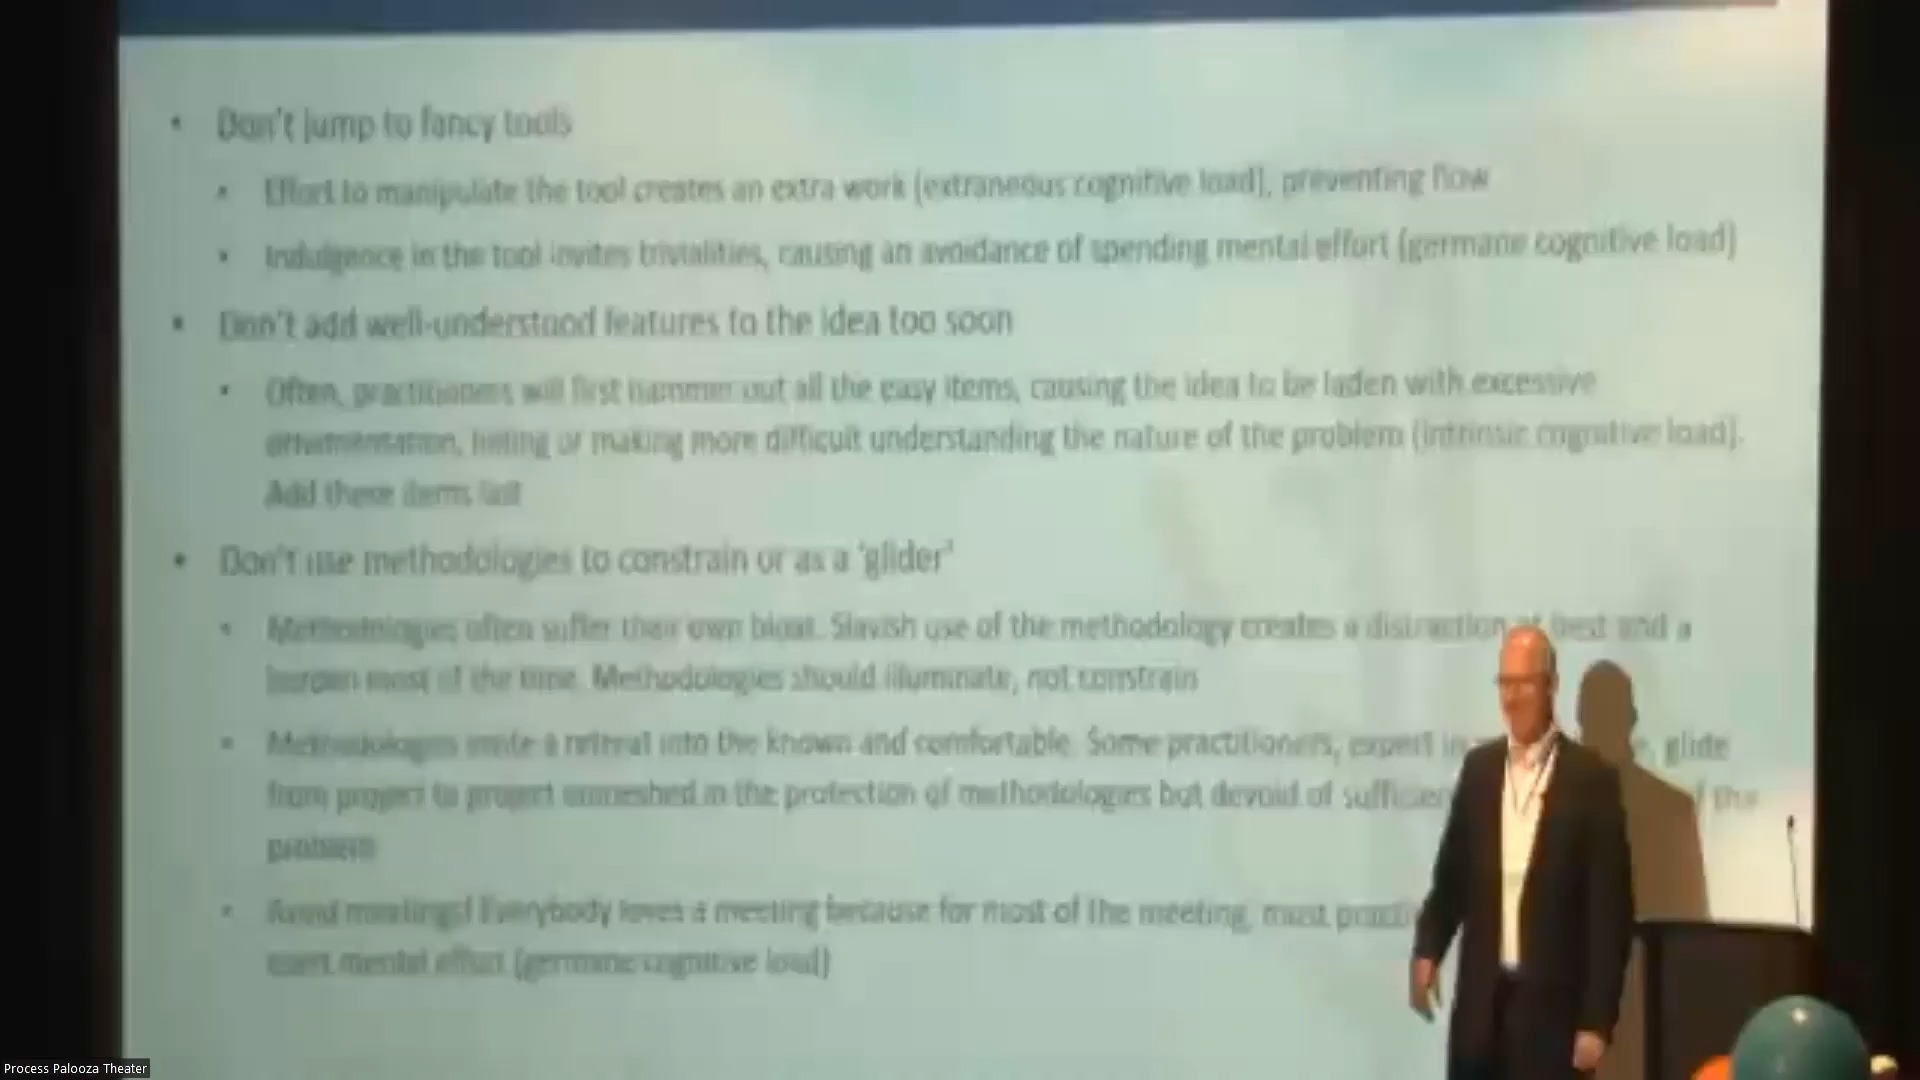 • Don't jump to fancy tools
• Effort to manipulate the tool creates an extra work (extraneous cognitive load), preventing flow
• Indulgence in the tool invites trivialities, causing an avoidance of spending mental effort (germane cognitive load)
• Don't add well-understood features to the idea too soon
• Often, practitioners will first hammer out all the easy items, causing the idea to be laden with excessive
ornamentation, hiding or making more difficult understanding the nature of the problem (intrinsic cognitive load).
Add these items last
• Don't use methodologies to constrain or as a 'glider'
• Methodologies often suffer their own bloat. Slavish use of the methodology creates a distraction at best and a
burden most of the time. Methodologies should illuminate, not constrain
• Methodologies invite a retreat into the known and comfortable. Some practitioners, expert in glide
from project to project enmeshed in the protection of methodologies but devoid of the
problem
• Avoid meetings! Everybody loves a meeting because for most of the meeting, most
exert mental effort (germane cognitive load)
Process Palooza Theater